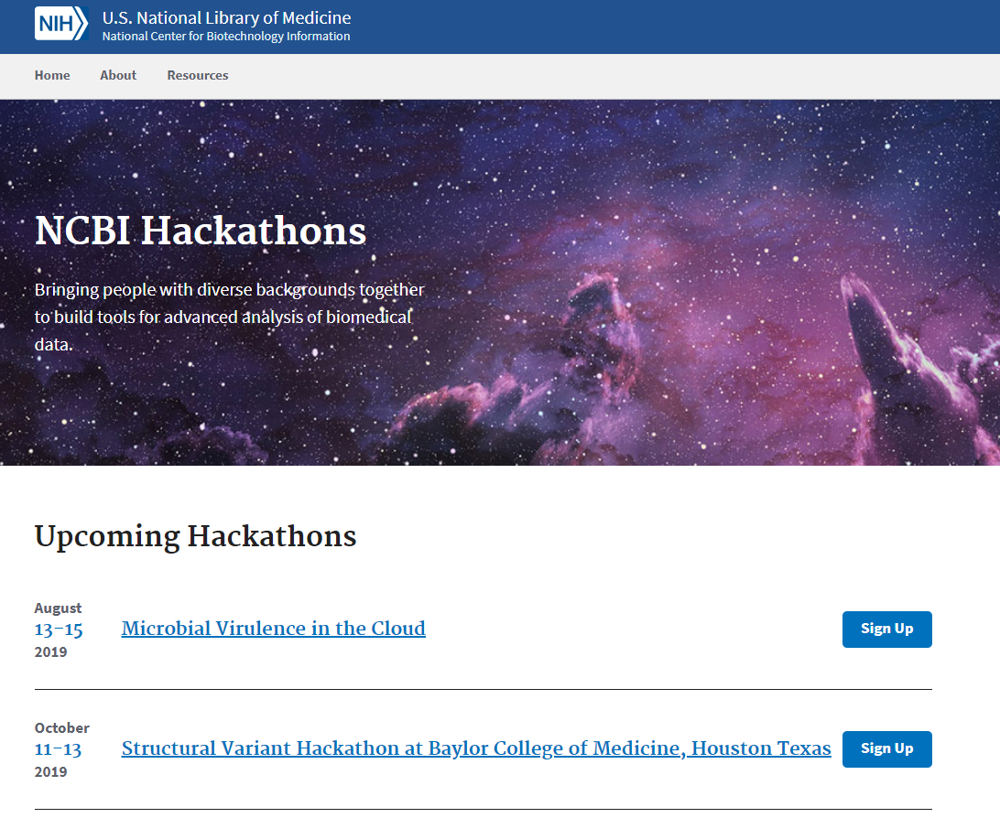 NIH
U.S. National Library of Medicine
National Center for Biotechnology Information
Home About Resources
NCBI Hackathons
Bringing people with diverse backgrounds together
to build tools for advanced analysis of biomedical
data.
Upcoming Hackathons
August
13–15
2019
Microbial Virulence in the Cloud
Sign Up
October
11–13
2019
Structural Variant Hackathon at Baylor College of Medicine, Houston Texas
Sign Up